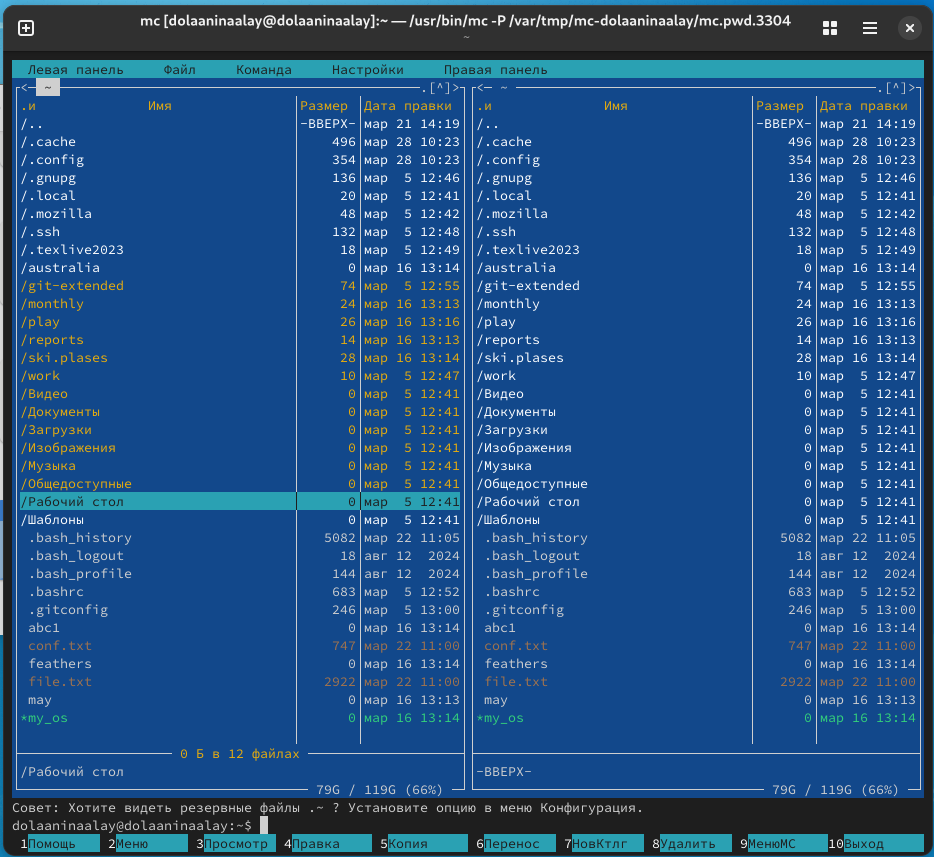 mc [dolaaninaalay@dolaaninaalay]:~ — /usr/bin/mc -P /var/tmp/mc-dolaaninaalay/mc.pwd.3304
~
Левая панель Файл Команда Настройки Правая панель
<─ ~ .[^]> <─ ~ .[^]>
.и Имя Размер Дата правки .и Имя Размер Дата правки
/.. -ВВЕРХ- мар 21 14:19 /.. -ВВЕРХ- мар 21 14:19
/.cache 496 мар 28 10:23 /.cache 496 мар 28 10:23
/.config 354 мар 28 10:23 /.config 354 мар 28 10:23
/.gnupg 136 мар 5 12:46 /.gnupg 136 мар 5 12:46
/.local 20 мар 5 12:41 /.local 20 мар 5 12:41
/.mozilla 48 мар 5 12:42 /.mozilla 48 мар 5 12:42
/.ssh 132 мар 5 12:48 /.ssh 132 мар 5 12:48
/.texlive2023 18 мар 5 12:49 /.texlive2023 18 мар 5 12:49
/australia 0 мар 16 13:14 /australia 0 мар 16 13:14
/git-extended 74 мар 5 12:55 /git-extended 74 мар 5 12:55
/monthly 24 мар 16 13:13 /monthly 24 мар 16 13:13
/play 26 мар 16 13:16 /play 26 мар 16 13:16
/reports 14 мар 16 13:13 /reports 14 мар 16 13:13
/ski.plases 28 мар 16 13:14 /ski.plases 28 мар 16 13:14
/work 10 мар 5 12:47 /work 10 мар 5 12:47
/Видео 0 мар 5 12:41 /Видео 0 мар 5 12:41
/Документы 0 мар 5 12:41 /Документы 0 мар 5 12:41
/Загрузки 0 мар 5 12:41 /Загрузки 0 мар 5 12:41
/Изображения 0 мар 5 12:41 /Изображения 0 мар 5 12:41
/Музыка 0 мар 5 12:41 /Музыка 0 мар 5 12:41
/Общедоступные 0 мар 5 12:41 /Общедоступные 0 мар 5 12:41
/Рабочий стол 0 мар 5 12:41 /Рабочий стол 0 мар 5 12:41
/Шаблоны 0 мар 5 12:41 /Шаблоны 0 мар 5 12:41
.bash_history 5082 мар 22 11:05 .bash_history 5082 мар 22 11:05
.bash_logout 18 авг 12 2024 .bash_logout 18 авг 12 2024
.bash_profile 144 авг 12 2024 .bash_profile 144 авг 12 2024
.bashrc 683 мар 5 12:52 .bashrc 683 мар 5 12:52
.gitconfig 246 мар 5 13:00 .gitconfig 246 мар 5 13:00
abc1 0 мар 16 13:14 abc1 0 мар 16 13:14
conf.txt 747 мар 22 11:00 conf.txt 747 мар 22 11:00
feathers 0 мар 16 13:14 feathers 0 мар 16 13:14
file.txt 2922 мар 22 11:00 file.txt 2922 мар 22 11:00
may 0 мар 16 13:13 may 0 мар 16 13:13
*my_os 0 мар 16 13:14 *my_os 0 мар 16 13:14
0 Б в 12 файлах
/Рабочий стол -ВВЕРХ-
79G / 119G (66%) 79G / 119G (66%)
Совет: Хотите видеть резервные файлы .~ ? Установите опцию в меню Конфигурация.
dolaaninaalay@dolaaninaalay:~$
1Помощь 2Меню 3Просмотр 4Правка 5Копия 6Перенос 7НовКтлг 8Удалить 9МенюMC 10Выход